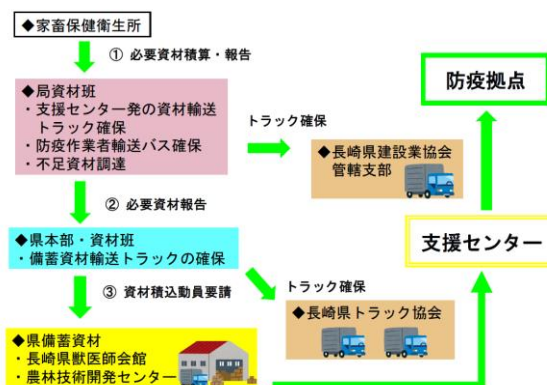 ◆家畜保健衛生所
① 必要資材積算・報告
◆局資材班
・支援センター発の資材輸送
トラック確保
・防疫作業者輸送バス確保
・不足資材調達
トラック確保
◆長崎県建設業協会
管轄支部
防疫拠点
② 必要資材報告
◆県本部・資材班
・備蓄資材輸送トラックの確保
支援センター
③ 資材積込動員要請
トラック確保
◆長崎県トラック協会
◆県備蓄資材
・長崎県獣医師会館
・農林技術開発センター